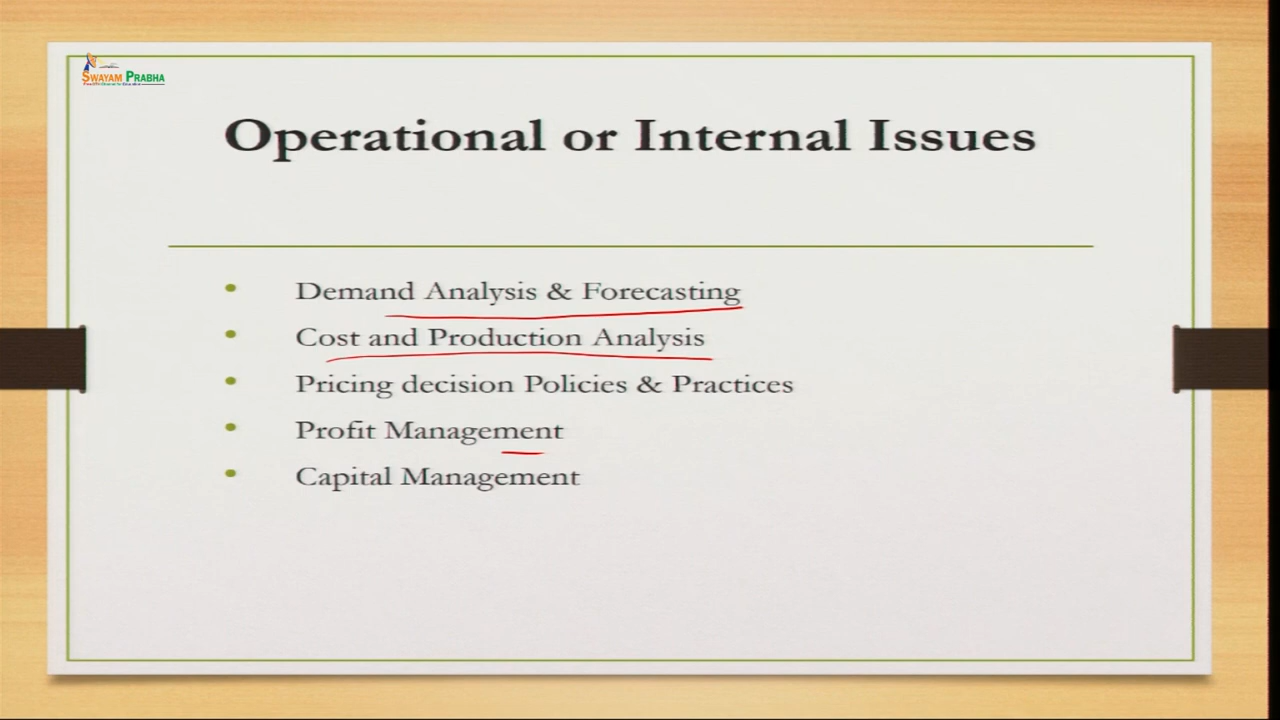 SWAYAM PRABHA
Operational or Internal Issues
• Demand Analysis & Forecasting
• Cost and Production Analysis
• Pricing decision Policies & Practices
• Profit Management
• Capital Management